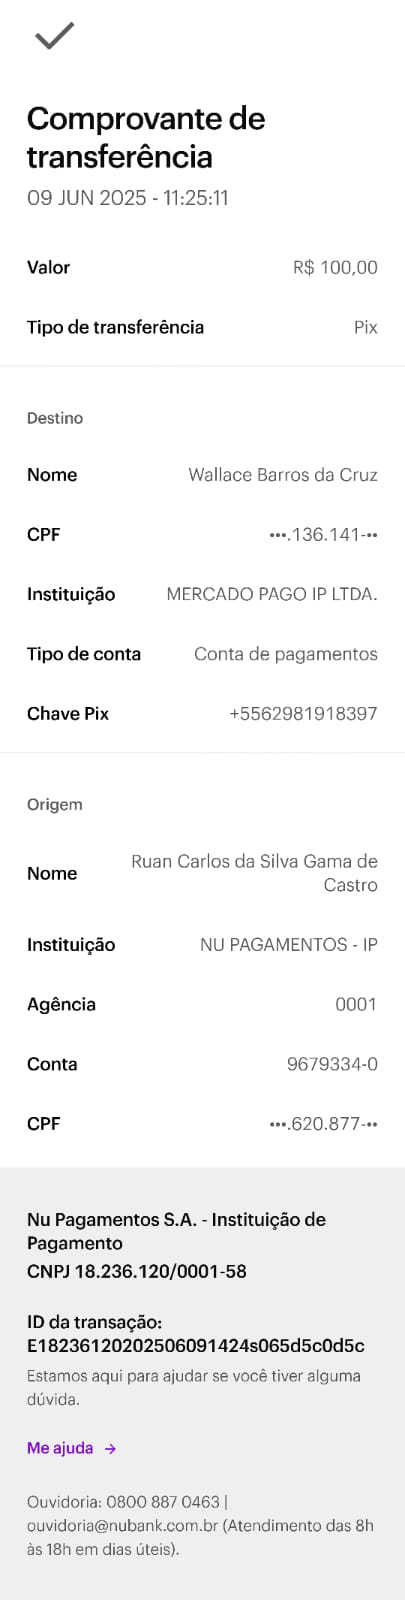 Comprovante de
transferência
09 JUN 2025 - 11:25:11
Valor R$ 100,00
Tipo de transferência Pix
Destino
Nome Wallace Barros da Cruz
CPF •••.136.141-••
Instituição MERCADO PAGO IP LTDA.
Tipo de conta Conta de pagamentos
Chave Pix +5562981918397
Origem
Nome Ruan Carlos da Silva Gama de
Castro
Instituição NU PAGAMENTOS - IP
Agência 0001
Conta 9679334-0
CPF •••.620.877-••
Nu Pagamentos S.A. - Instituição de
Pagamento
CNPJ 18.236.120/0001-58
ID da transação:
E18236120202506091424s065d5c0d5c
Estamos aqui para ajudar se você tiver alguma
dúvida.
Me ajuda →
Ouvidoria: 0800 887 0463 |
ouvidoria@nubank.com.br (Atendimento das 8h
às 18h em dias úteis).